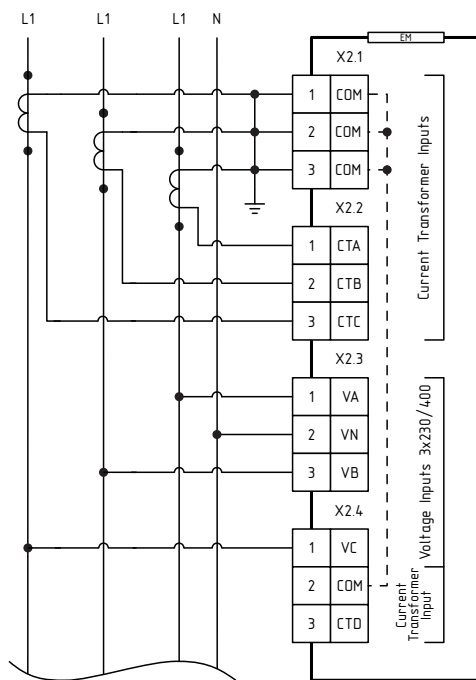 L1 L1 L1 N
EM
X2.1
1 COM
2 COM
3 COM
Current Transformer Inputs
X2.2
1 CTA
2 CTB
3 CTC
X2.3
1 VA
2 VN
3 VB
Voltage Inputs 3x230/400
X2.4
1 VC
2 COM
3 CTD
Current
Transformer
Input